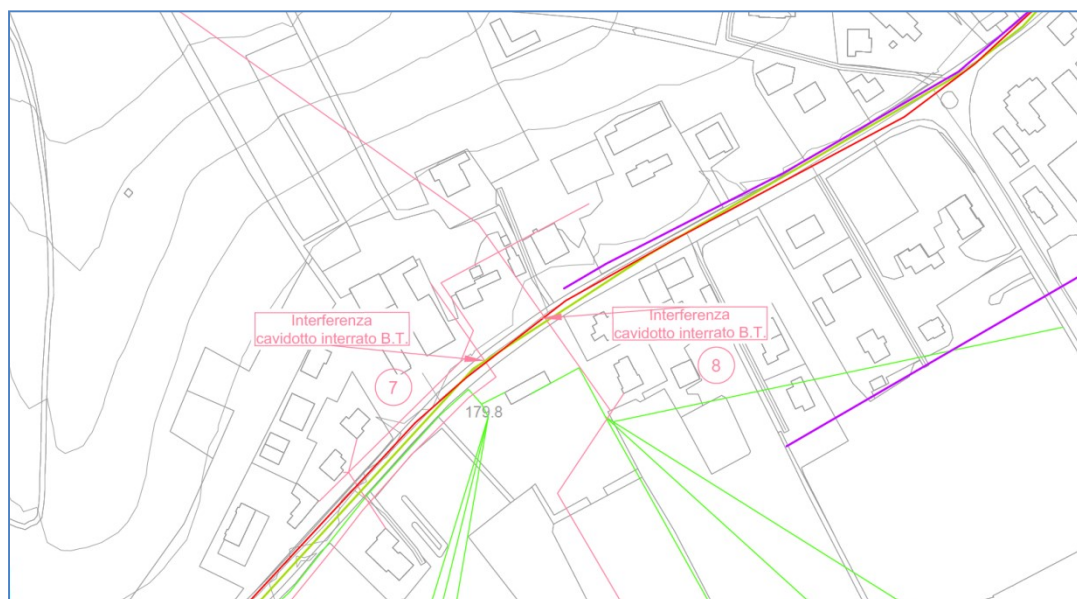 Interferenza
cavidotto interrato B.T.
7
Interferenza
cavidotto interrato B.T.
8
179.8